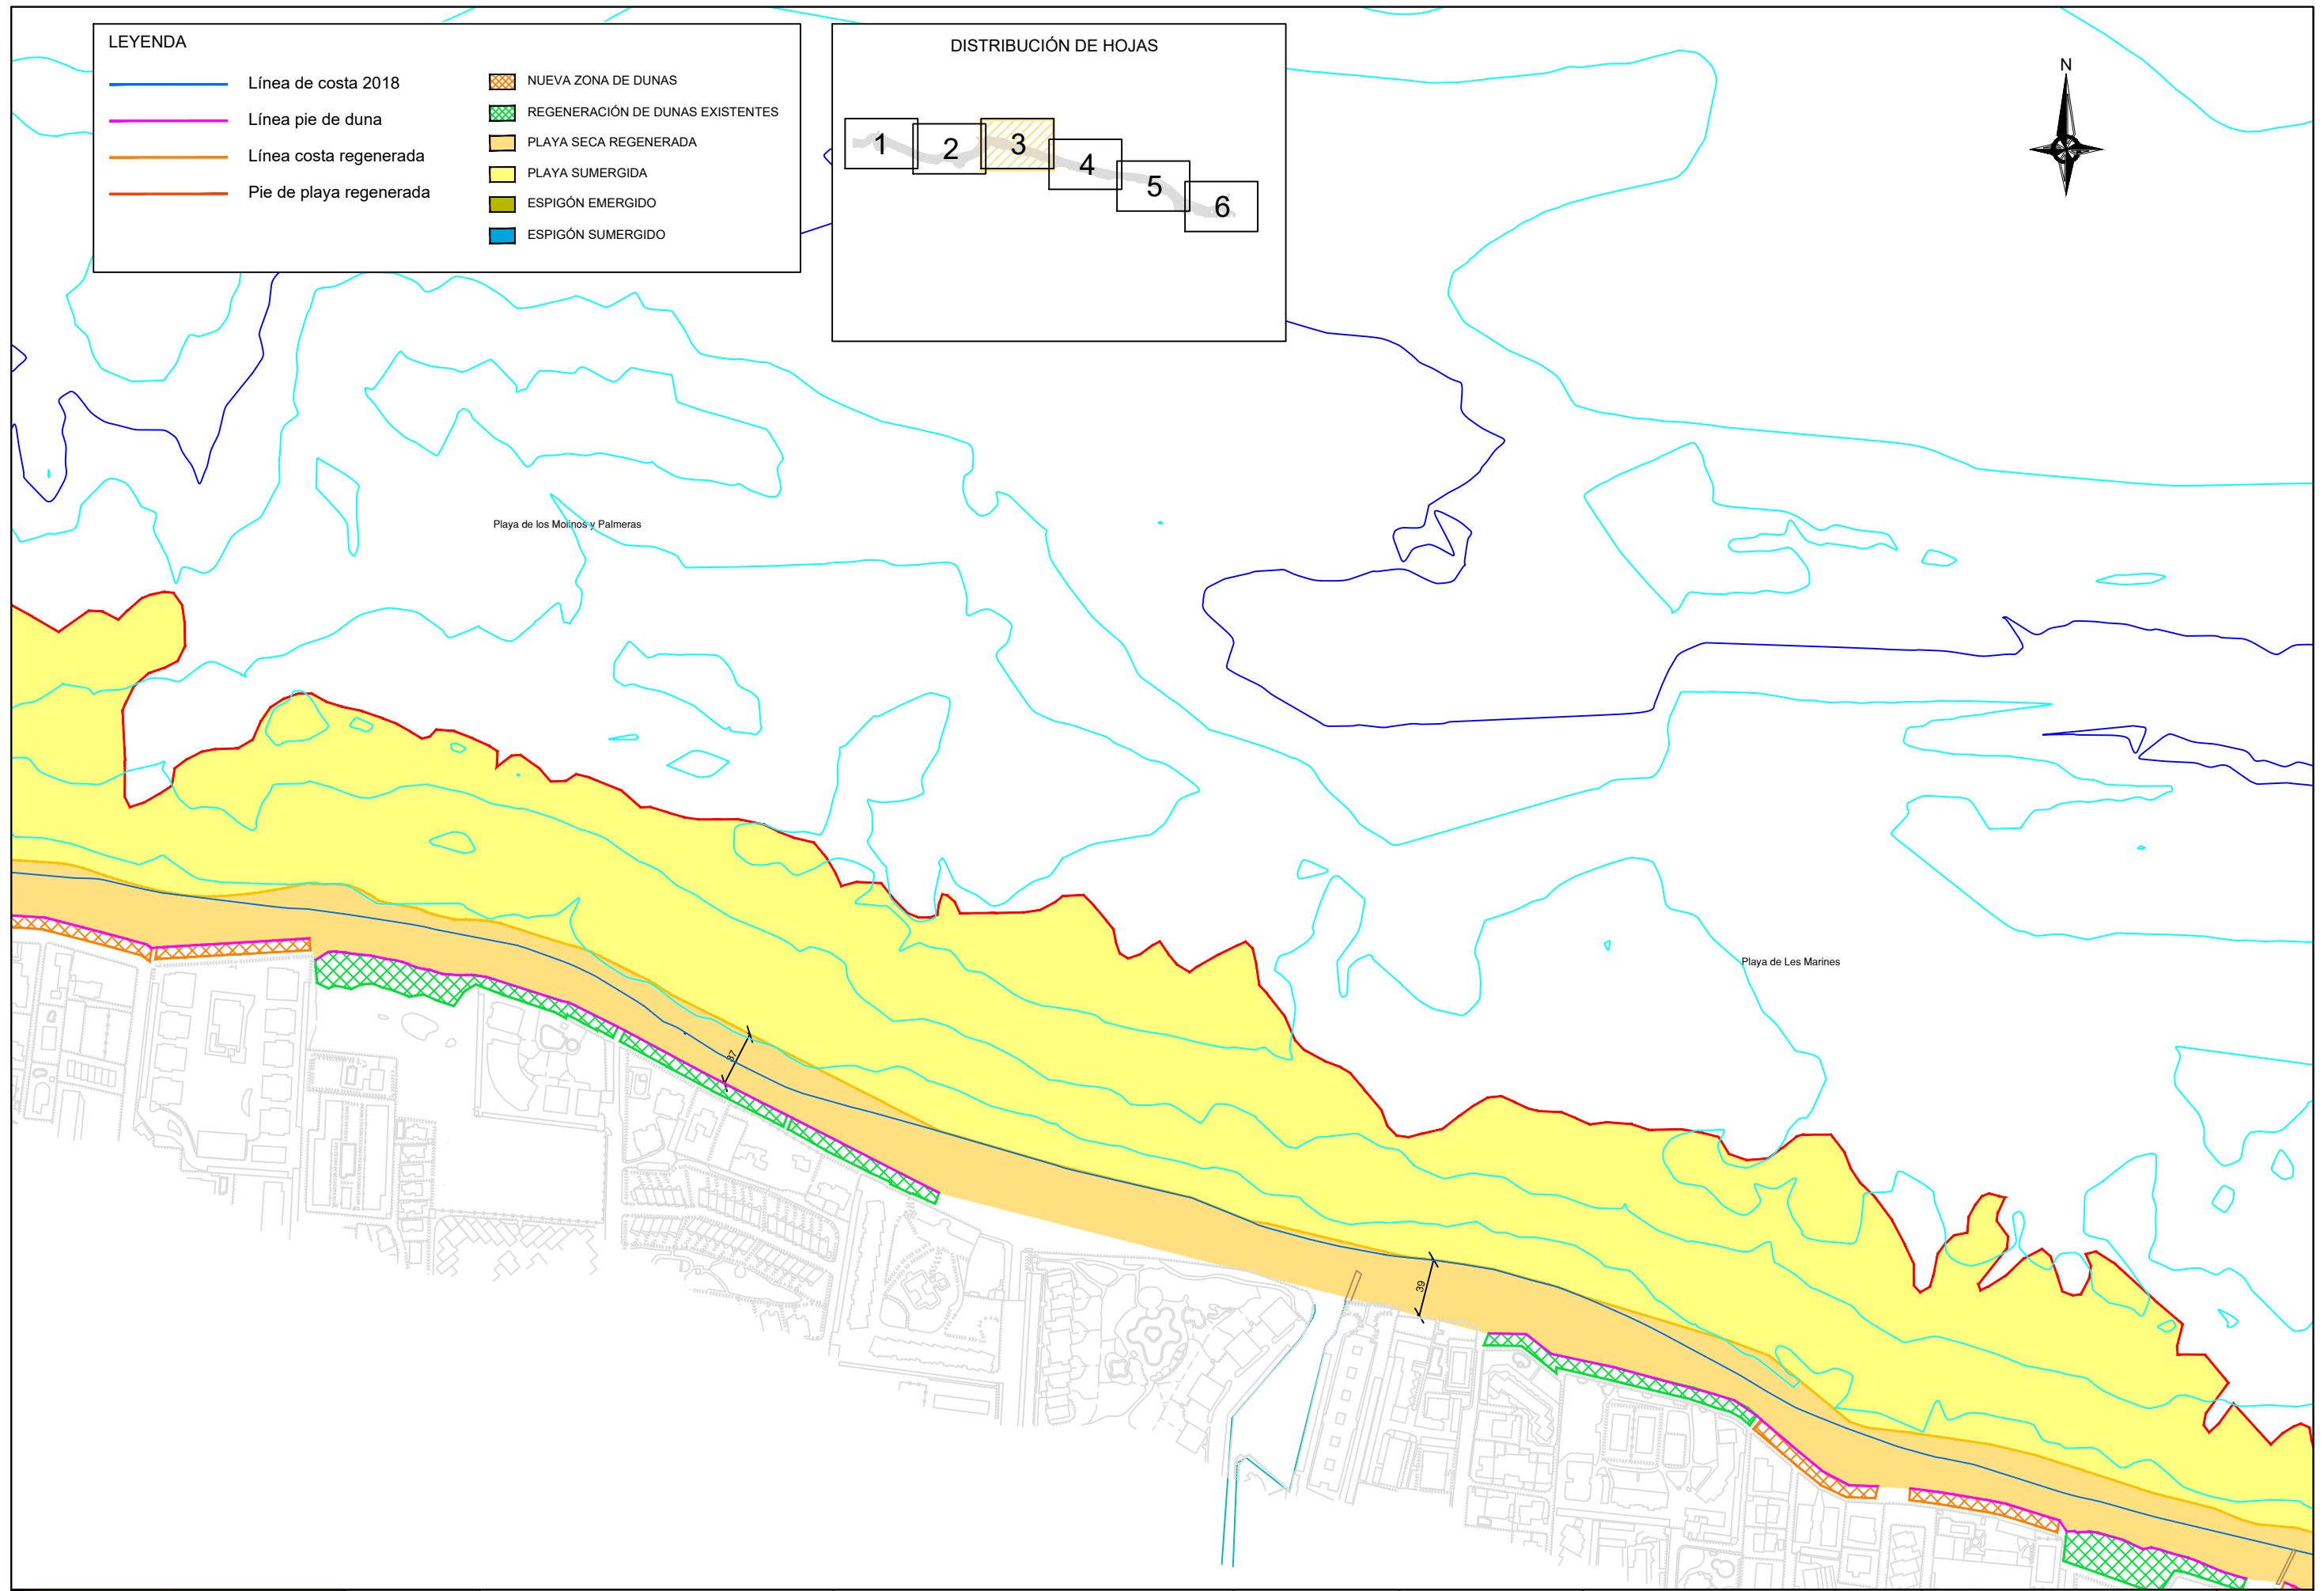 LEYENDA
Línea de costa 2018
Línea pie de duna
Línea costa regenerada
Pie de playa regenerada
NUEVA ZONA DE DUNAS
REGENERACIÓN DE DUNAS EXISTENTES
PLAYA SECA REGENERADA
PLAYA SUMERGIDA
ESPIGÓN EMERGIDO
ESPIGÓN SUMERGIDO
DISTRIBUCIÓN DE HOJAS
1
2
3
4
5
6
N
Playa de los Molinos y Palmeras
Playa de Les Marines
37
39